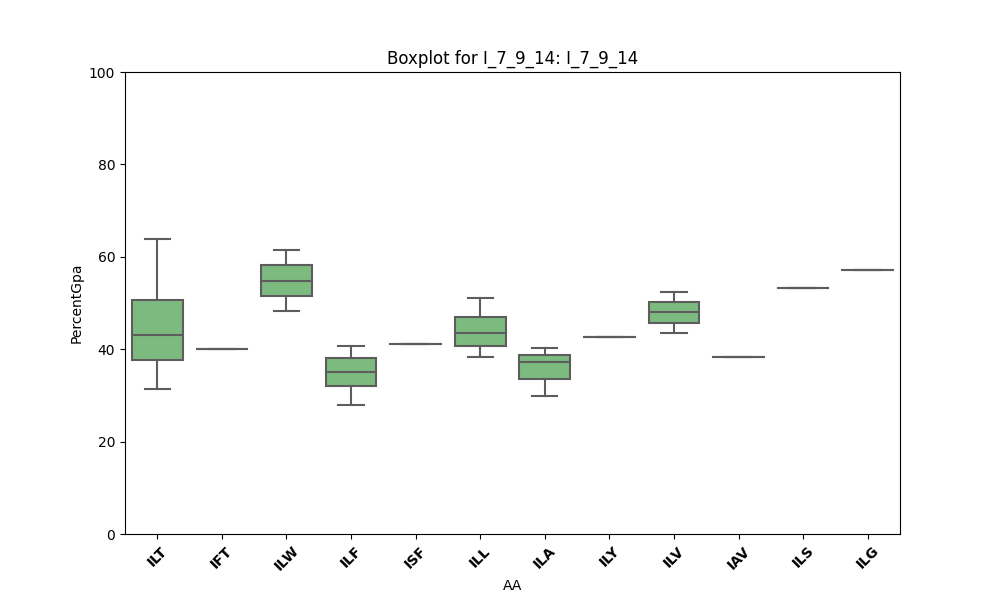 Boxplot for I_7_9_14: I_7_9_14
100
80
60
40
20
0
PercentGpa
ILT
IFT
ILW
ILF
ISF
ILL
ILA
ILY
ILV
IAV
ILS
ILG
AA